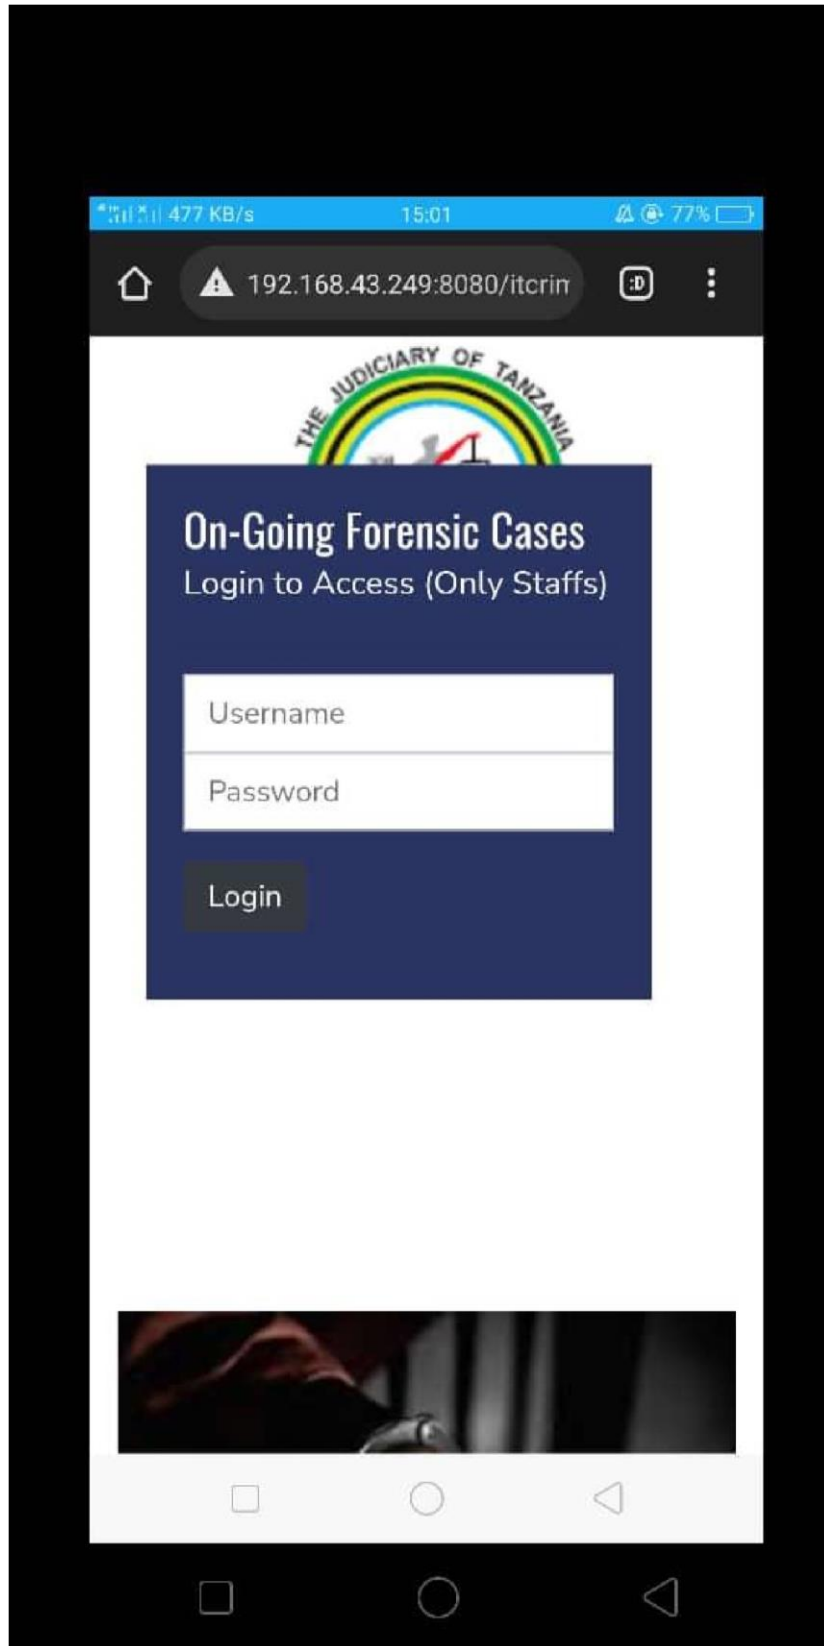 477 KB/s 15:01 77%
192.168.43.249:8080/itcrim :D
THE JUDICIARY OF TANZANIA
On-Going Forensic Cases
Login to Access (Only Staffs)
Username
Password
Login